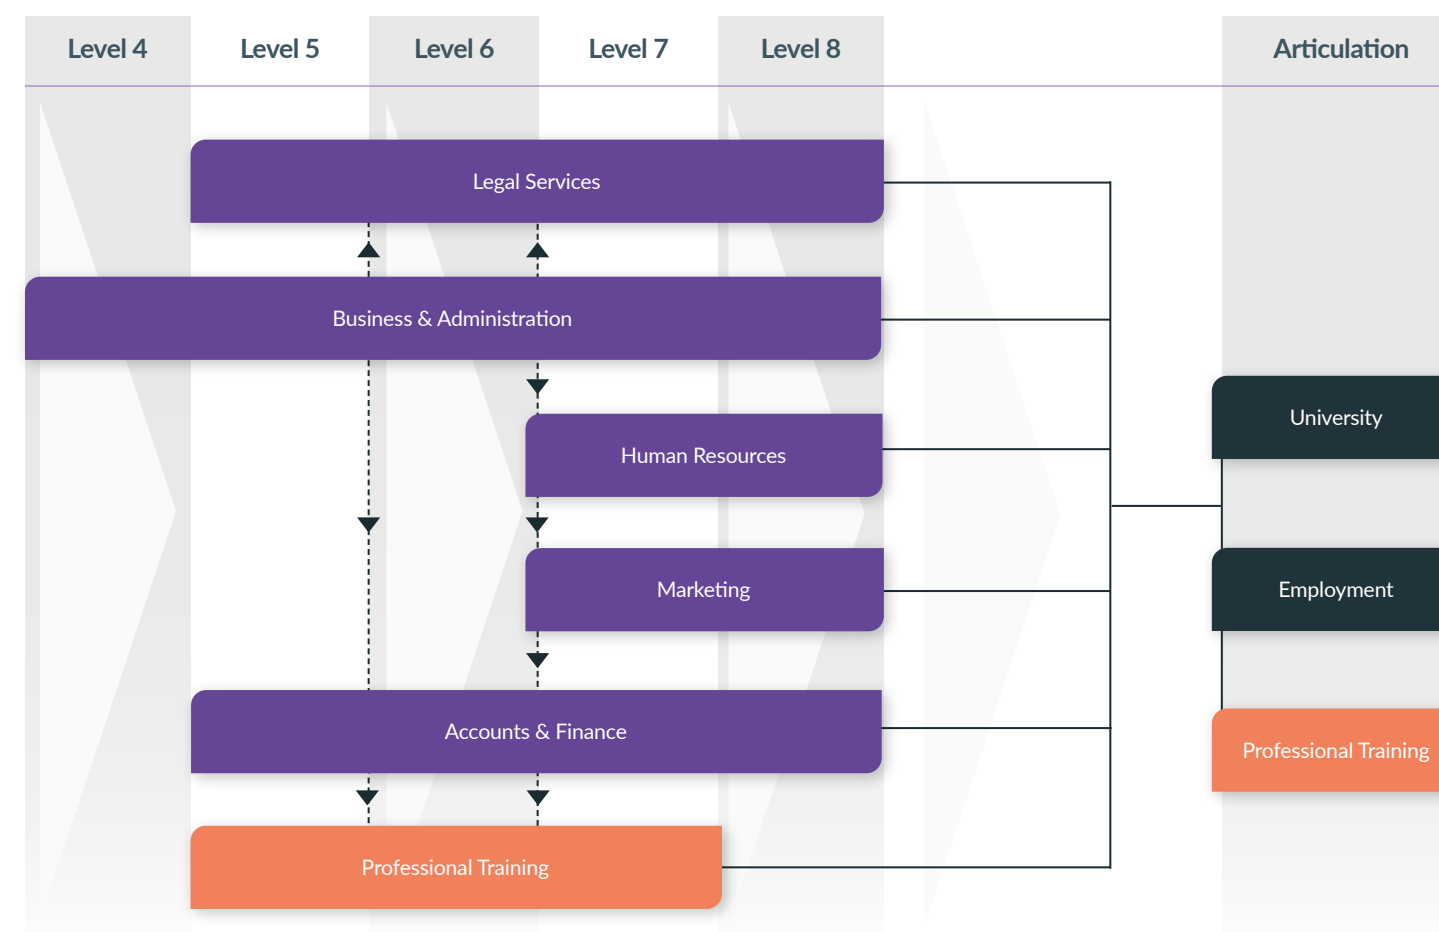 Level 4 Level 5 Level 6 Level 7 Level 8 Articulation
Legal Services
Business & Administration
Human Resources
Marketing
Accounts & Finance
Professional Training
University
Employment
Professional Training